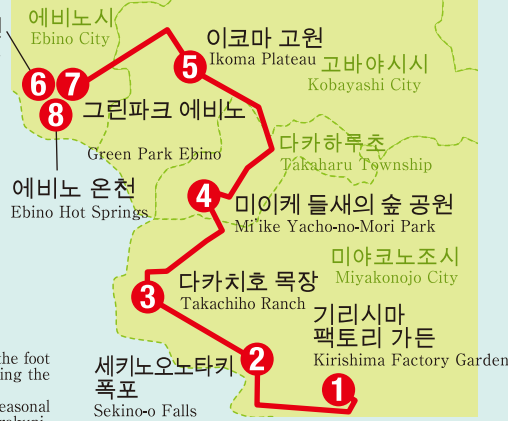 에비노시
Ebino City
이코마 고원
Ikoma Plateau
고바야시시
Kobayashi City
6
7
5
8
그린파크 에비노
Green Park Ebino
다카하루초
Takaharu Township
에비노 온천
Ebino Hot Springs
4
미이케 들새의 숲 공원
Mi'ike Yacho-no-Mori Park
미야코노조시
Miyakonojo City
3
다카치호 목장
Takachiho Ranch
기리시마
팩토리 가든
Kirishima Factory Garden
2
세키노오노타키
폭포
Sekino-o Falls
1
the foot
ing the
easonal